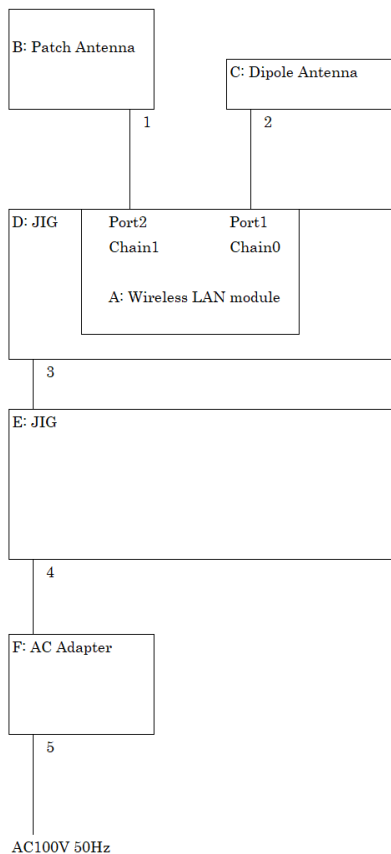 B: Patch Antenna
C: Dipole Antenna
1
2
D: JIG
Port2
Port1
Chain1
Chain0
A: Wireless LAN module
3
E: JIG
4
F: AC Adapter
5
AC100V 50Hz